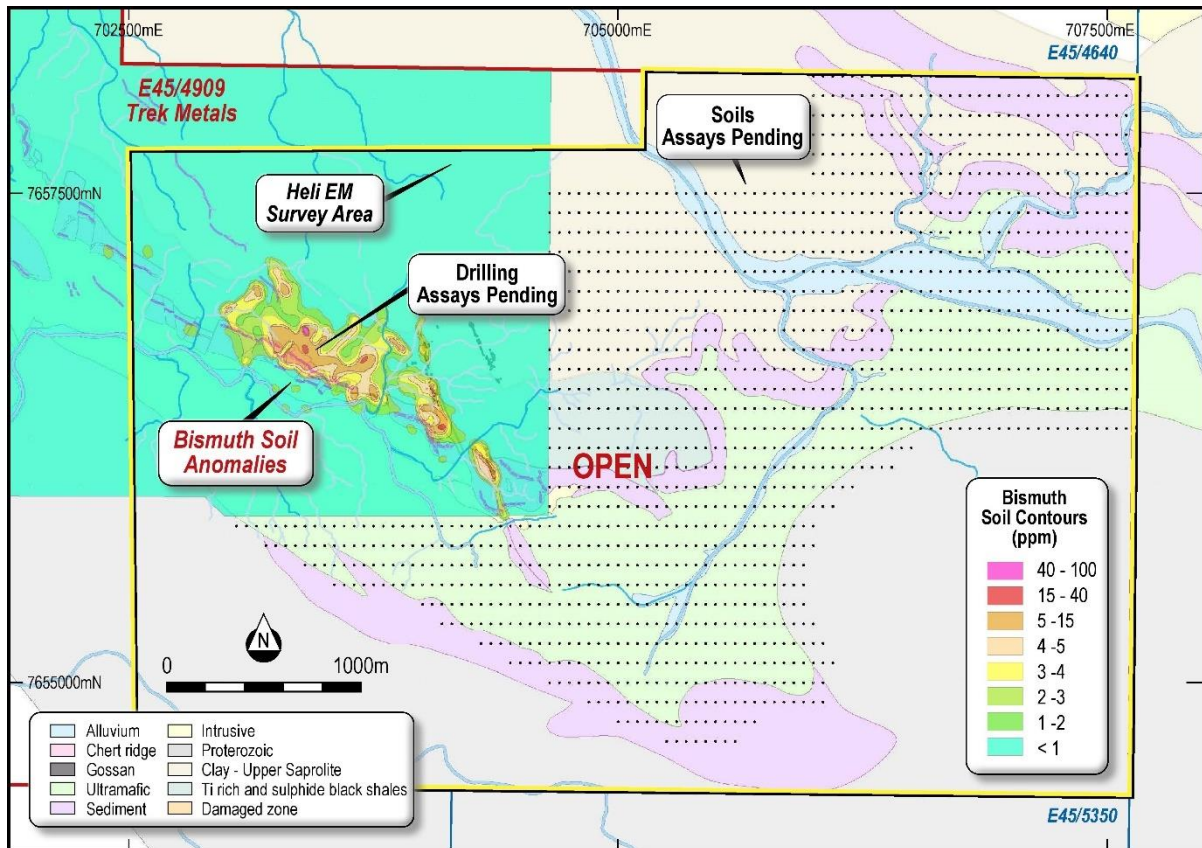 702500mE
705000mE
707500mE
E45/4640
E45/4909
Trek Metals
Soils
Assays Pending
7657500mN
Heli EM
Survey Area
Drilling
Assays Pending
Bismuth Soil
Anomalies
OPEN
Bismuth
Soil Contours
(ppm)
40 - 100
15 - 40
5 -15
4 - 5
3 - 4
2 - 3
1 - 2
< 1
N
0 1000m
7655000mN
Alluvium
Chert ridge
Gossan
Ultramafic
Sediment
Intrusive
Proterozoic
Clay - Upper Saprolite
Ti rich and sulphide black shales
Damaged zone
E45/5350